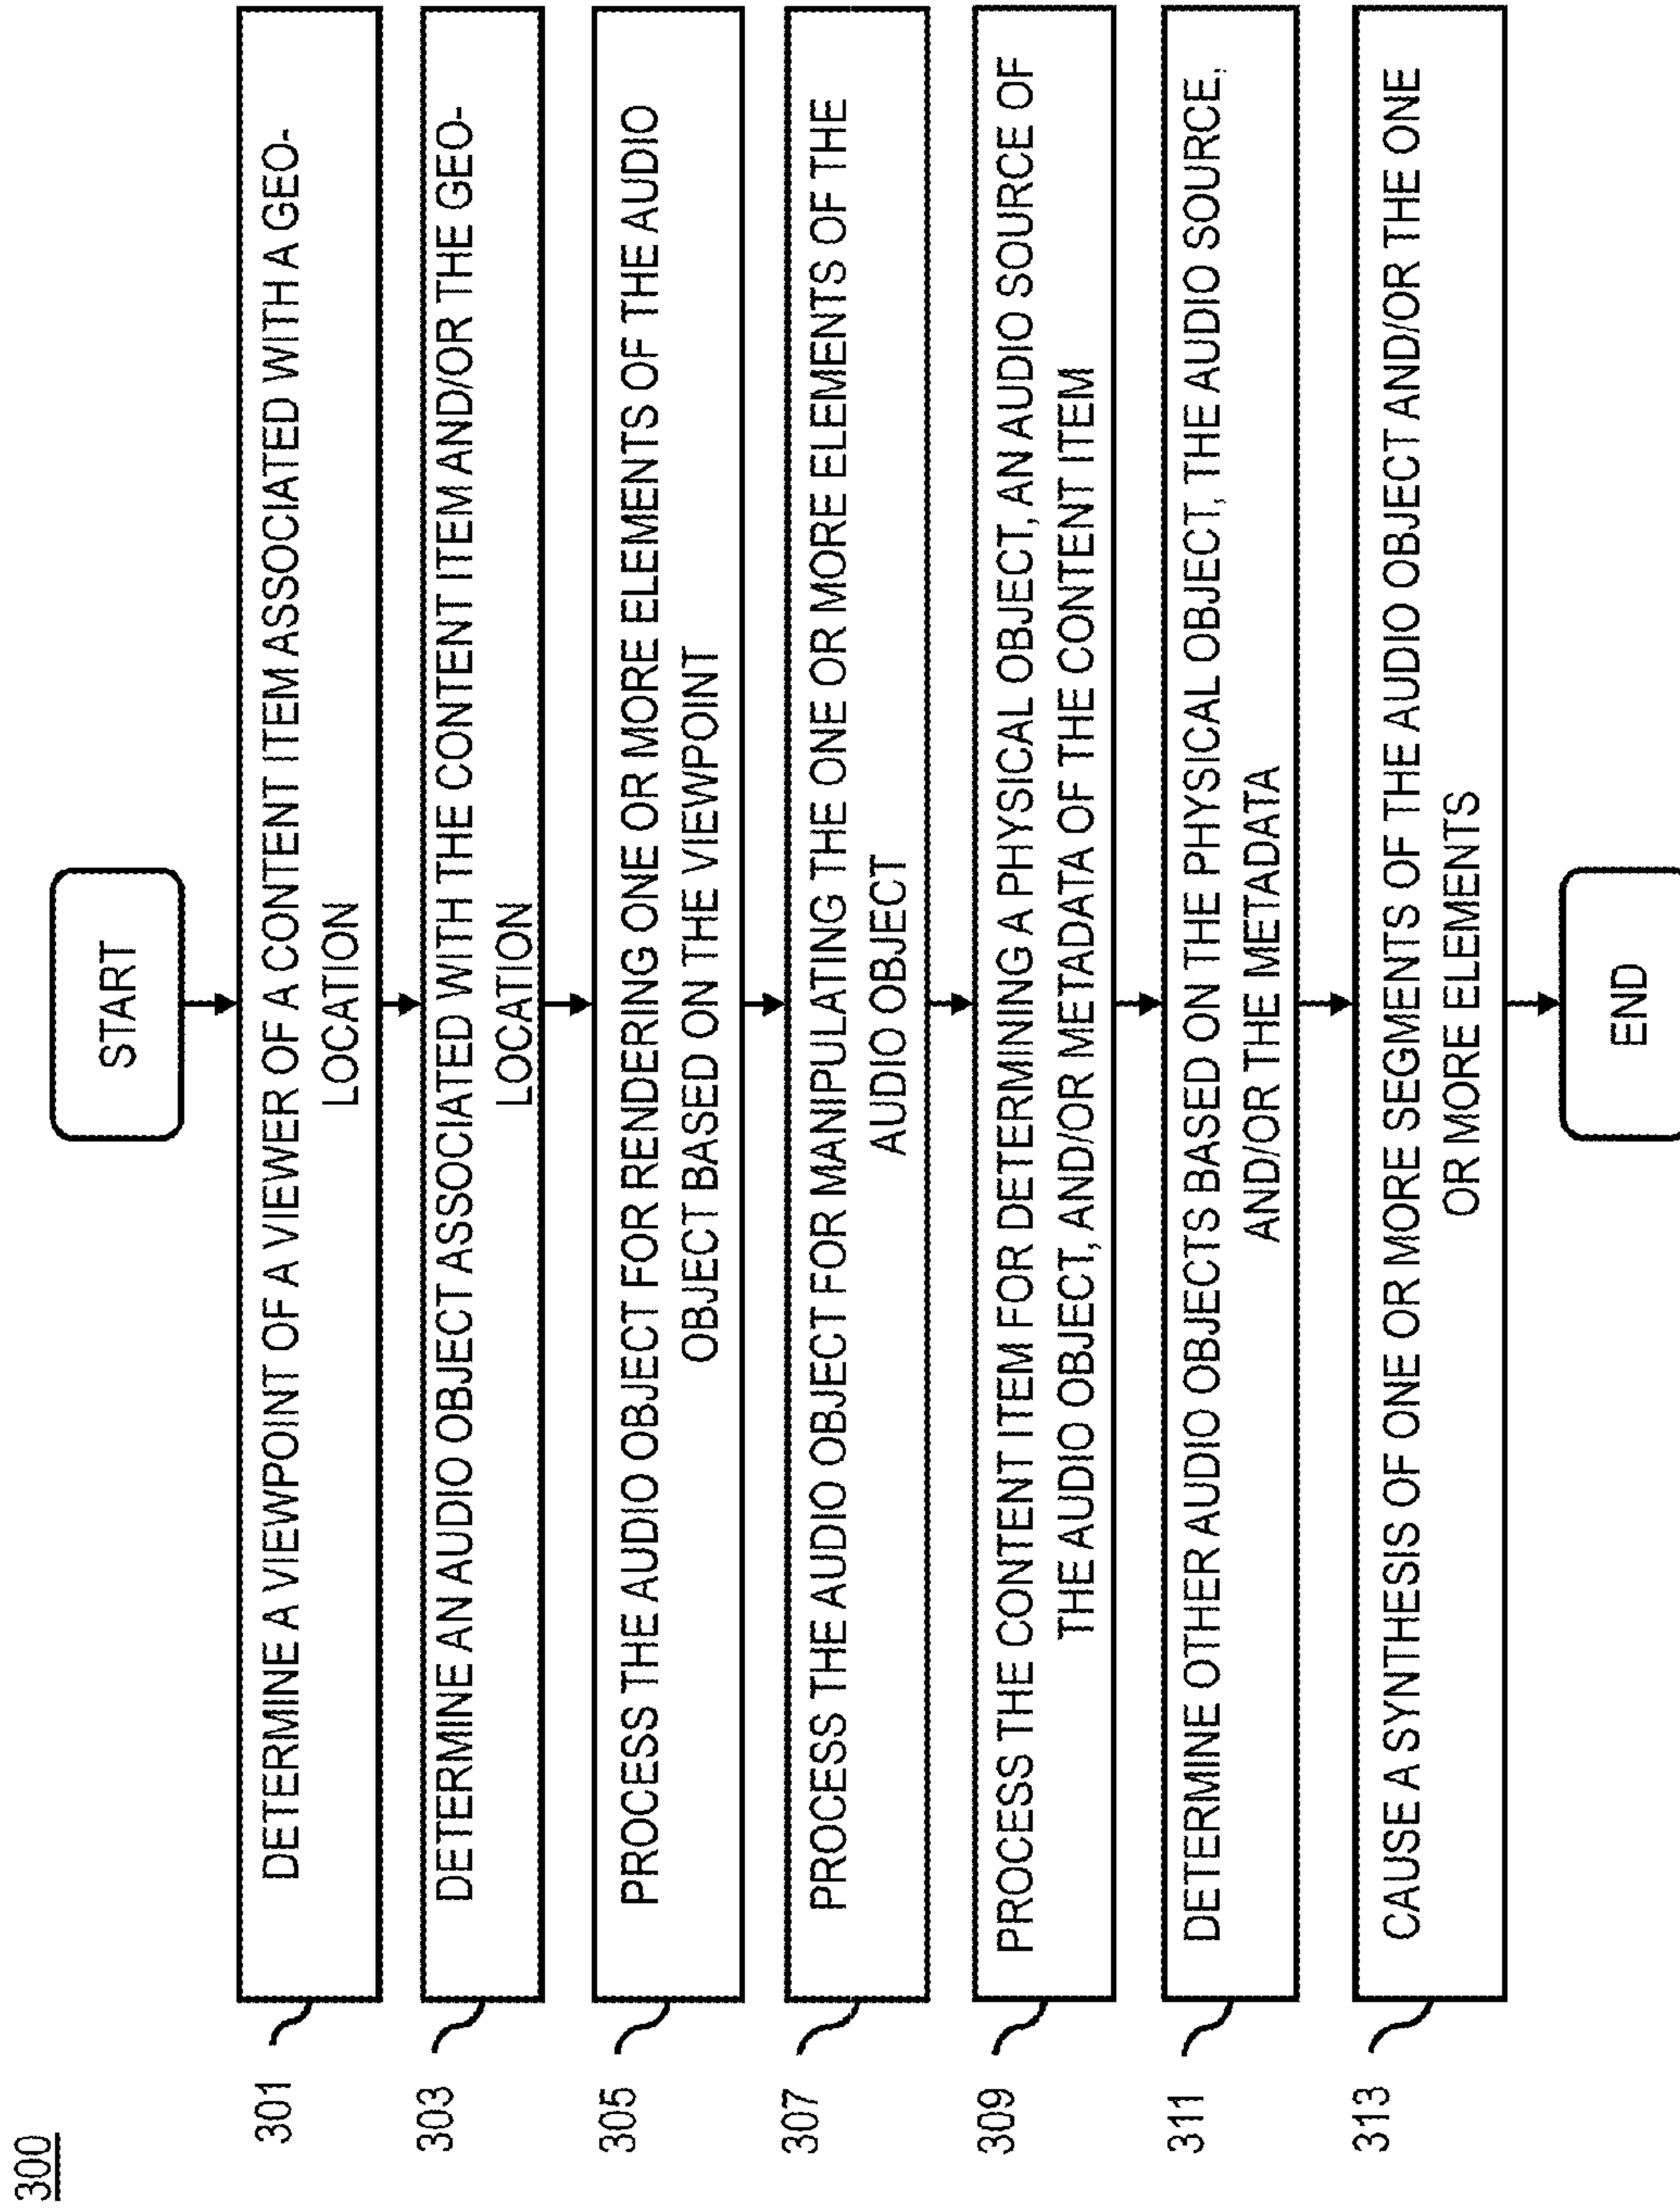 300
START
301
DETERMINE A VIEWPOINT OF A VIEWER OF A CONTENT ITEM ASSOCIATED WITH A GEO-
LOCATION
303
DETERMINE AN AUDIO OBJECT ASSOCIATED WITH THE CONTENT ITEM AND/OR THE GEO-
LOCATION
305
PROCESS THE AUDIO OBJECT FOR RENDERING ONE OR MORE ELEMENTS OF THE AUDIO
OBJECT BASED ON THE VIEWPOINT
307
PROCESS THE AUDIO OBJECT FOR MANIPULATING THE ONE OR MORE ELEMENTS OF THE
AUDIO OBJECT
309
PROCESS THE CONTENT ITEM FOR DETERMINING A PHYSICAL OBJECT, AN AUDIO SOURCE OF
THE AUDIO OBJECT, AND/OR METADATA OF THE CONTENT ITEM
311
DETERMINE OTHER AUDIO OBJECTS BASED ON THE PHYSICAL OBJECT, THE AUDIO SOURCE,
AND/OR THE METADATA
313
CAUSE A SYNTHESIS OF ONE OR MORE SEGMENTS OF THE AUDIO OBJECT AND/OR THE ONE
OR MORE ELEMENTS
END